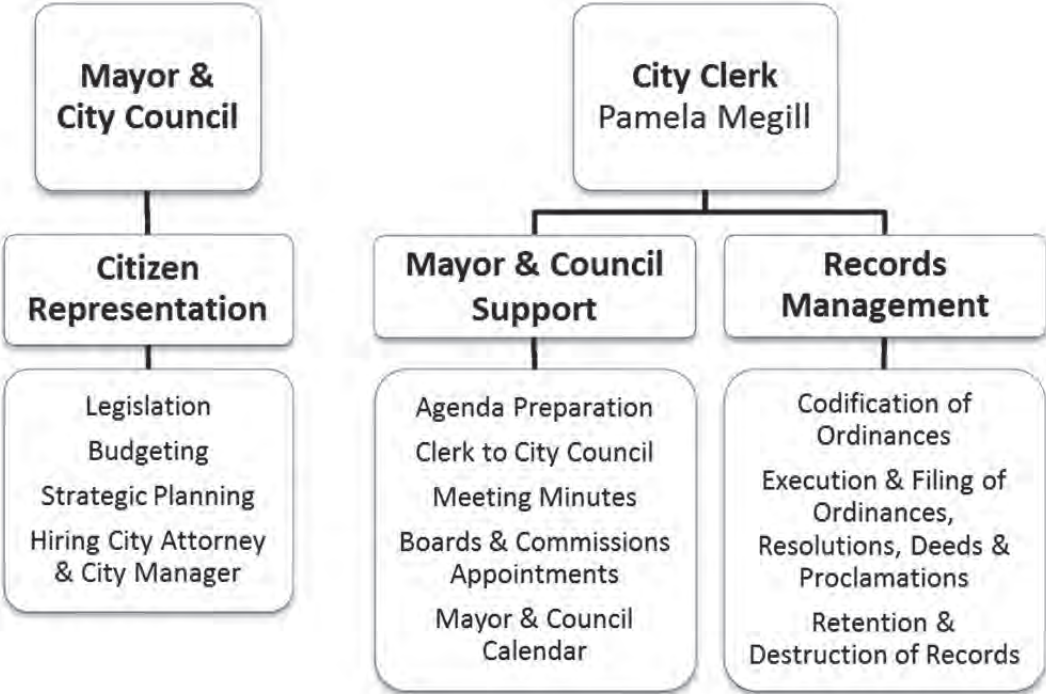 Mayor &
City Council
Citizen
Representation
Legislation
Budgeting
Strategic Planning
Hiring City Attorney
& City Manager
City Clerk
Pamela Megill
Mayor & Council
Support
Agenda Preparation
Clerk to City Council
Meeting Minutes
Boards & Commissions
Appointments
Mayor & Council
Calendar
Records
Management
Codification of
Ordinances
Execution & Filing of
Ordinances,
Resolutions, Deeds &
Proclamations
Retention &
Destruction of Records